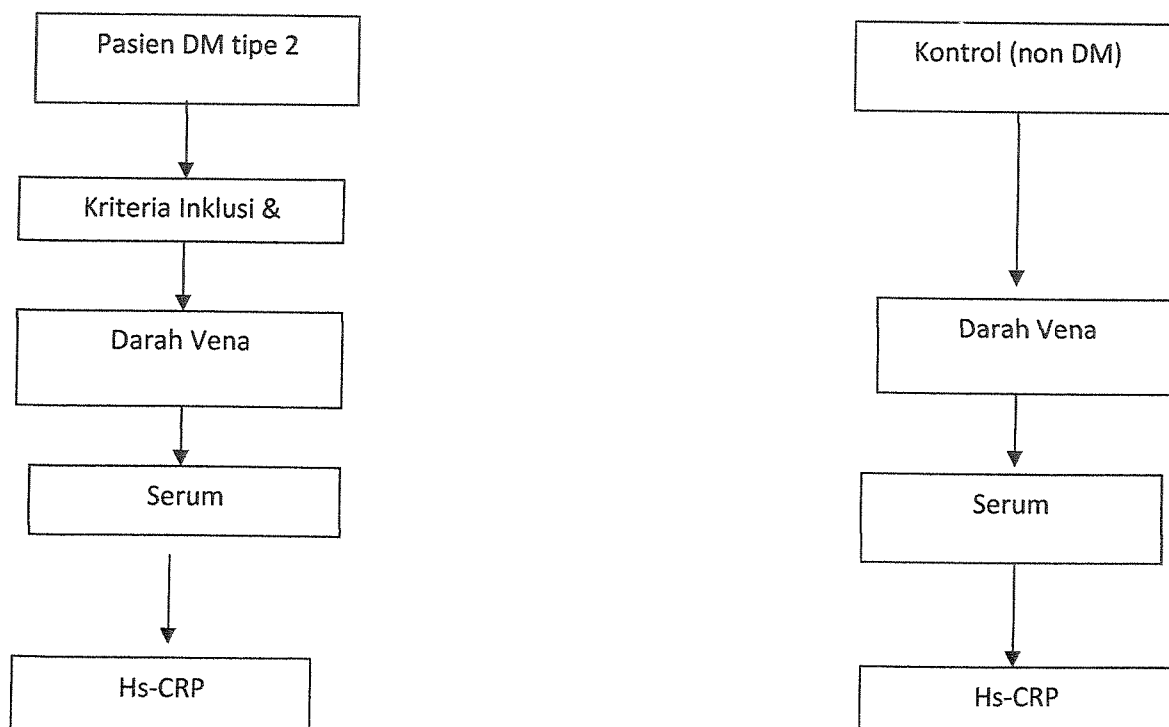 Pasien DM tipe 2
Kriteria Inklusi &
Darah Vena
Serum
Hs-CRP
Kontrol (non DM)
Darah Vena
Serum
Hs-CRP